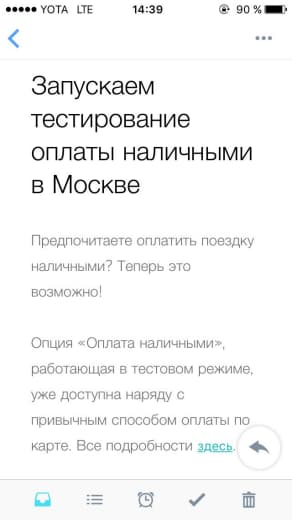 YOTA LTE 14:39 90 %
Запускаем
тестирование
оплаты наличными
в Москве
Предпочитаете оплатить поездку
наличными? Теперь это
возможно!
Опция «Оплата наличными»,
работающая в тестовом режиме,
уже доступна наряду с
привычным способом оплаты по
карте. Все подробности здесь.